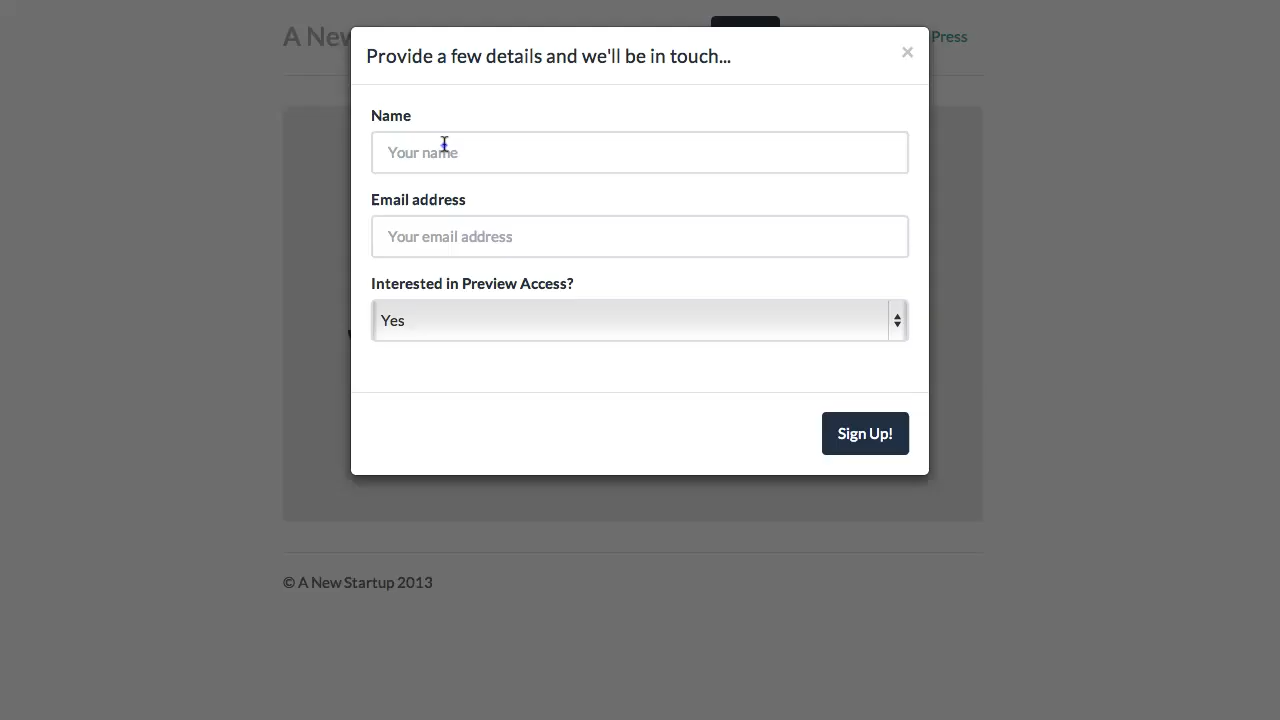 A New
Press
Provide a few details and we'll be in touch...
×
Name
Your name
Email address
Your email address
Interested in Preview Access?
Yes
Sign Up!
© A New Startup 2013